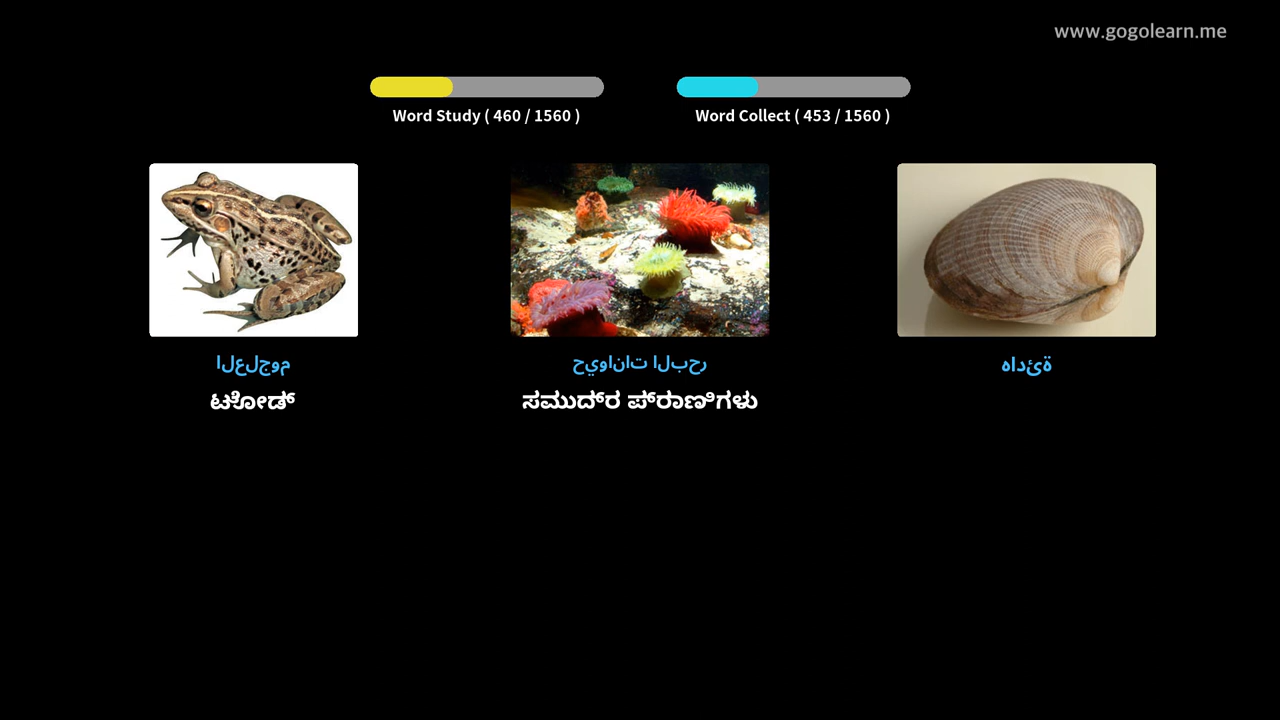 www.gogolearn.me
Word Study ( 460 / 1560 )
Word Collect ( 453 / 1560 )
العلجوم
حيوانات البحر
هادئة
ಟೋಡ್
ಸಮುದ್ರ ಪ್ರಾಣಿಗಳು